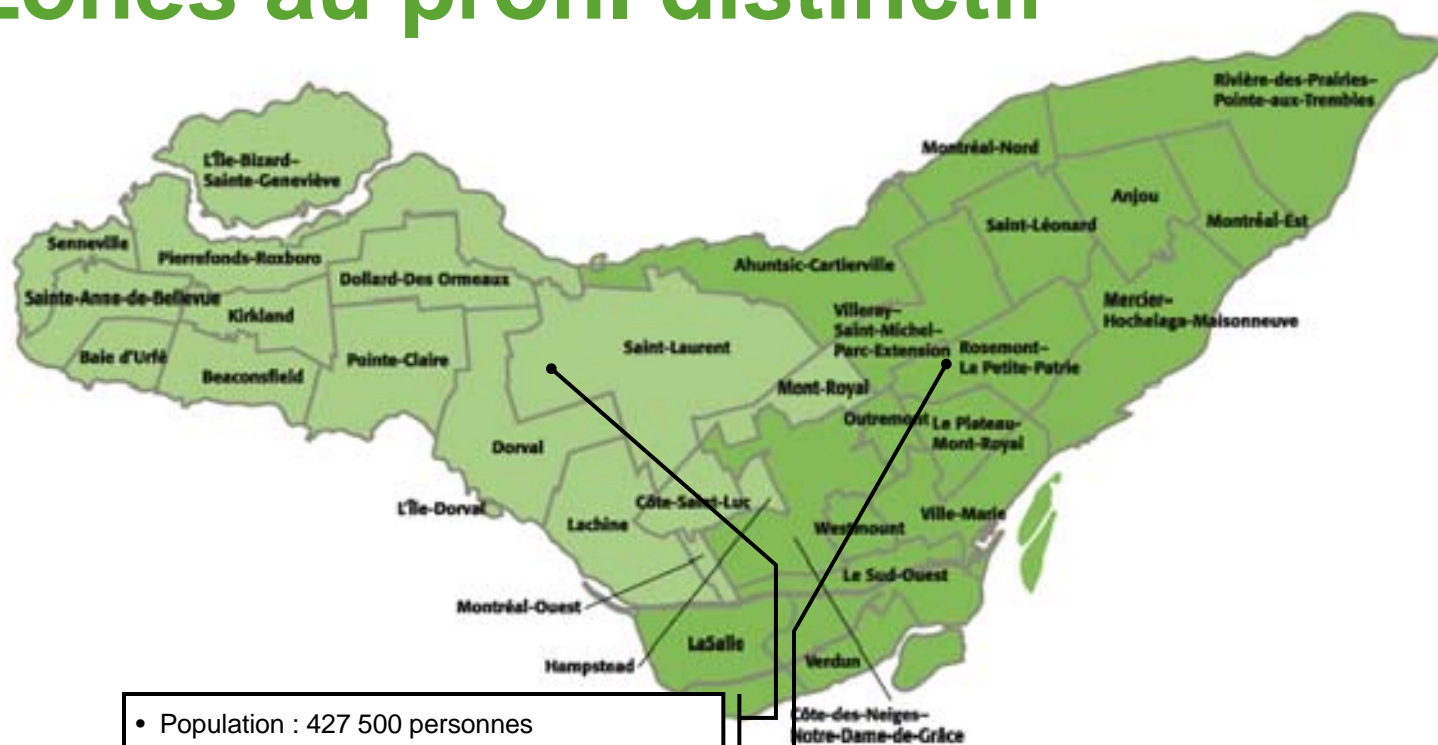 Zones au profil distinctif
Rivière-des-Prairies–
Pointe-aux-Trembles
Montréal-Nord
L'Île-Bizard–
Sainte-Geneviève
Anjou
Saint-Léonard
Montréal-Est
Senneville
Pierrefonds-Roxboro
Ahuntsic-Cartierville
Dollard-Des Ormeaux
Sainte-Anne-de-Bellevue
Kirkland
Mercier–
Hochelaga-Maisonneuve
Villeray–
Saint-Michel–
Parc-Extension
Rosemont–
La Petite-Patrie
Saint-Laurent
Baie d'Urfé
Pointe-Claire
Beaconsfield
Mont-Royal
Outremont
Le Plateau-
Mont-Royal
Dorval
L'Île-Dorval
Côte-Saint-Luc
Lachine
Ville-Marie
Westmount
Le Sud-Ouest
Montréal-Ouest
LaSalle
Hampstead
Verdun
Côte-des-Neiges–
Notre-Dame-de-Grâce
• Population : 427 500 personnes